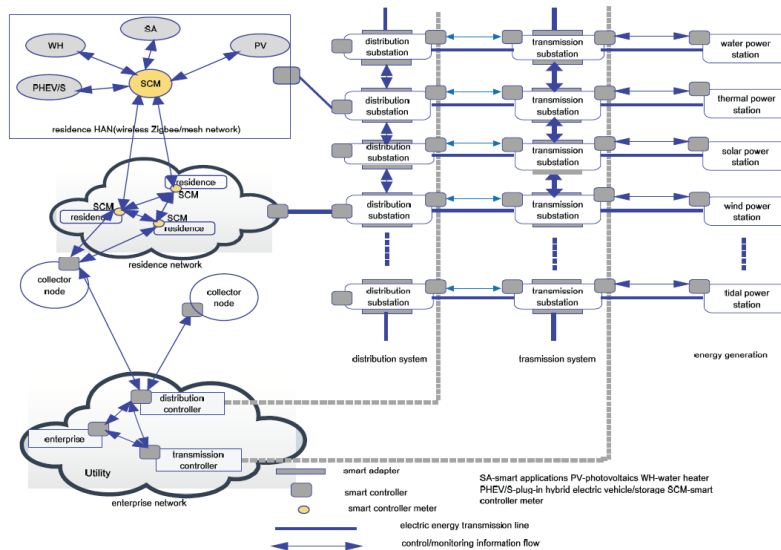 SA
WH
PV
SCM
PHEV/S
residence HAN(wireless Zigbee/mesh network)
residence
SCM
SCM
residence
SCM
residence
residence network
collector
node
collector
node
distribution
controller
enterprise
transmission
controller
Utility
enterprise network
distribution
substation
transmission
substation
water power
station
distribution
substation
transmission
substation
thermal power
station
distribution
substation
transmission
substation
solar power
station
distribution
substation
transmission
substation
wind power
station
distribution
substation
transmission
substation
tidal power
station
distribution system
trasmission system
energy generation
smart adapter
smart controller
smart controller meter
electric energy transmission line
control/monitoring information flow
SA-smart applications PV-photovoltaics WH-water heater
PHEV/S-plug-in hybrid electric vehicle/storage SCM-smart
controller meter